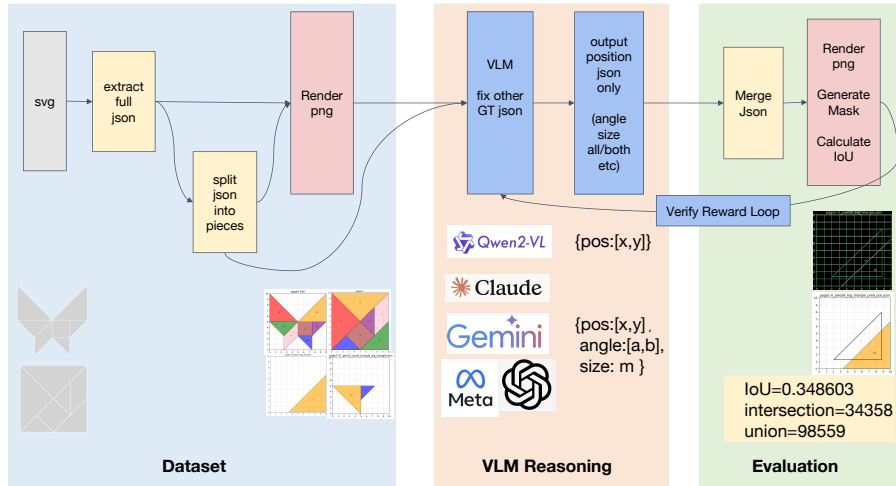 svg
extract
full
json
split
json
into
pieces
Render
png
Dataset
VLM
fix other
GT json
output
position
json
only
(angle
size
all/both
etc)
Verify Reward Loop
Qwen2-VL
{pos:[x,y]}
Claude
Gemini
{pos:[x,y] ,
angle:[a,b],
size: m }
Meta
VLM Reasoning
Merge
Json
Render
png
Generate
Mask
Calculate
IoU
IoU=0.348603
intersection=34358
union=98559
Evaluation